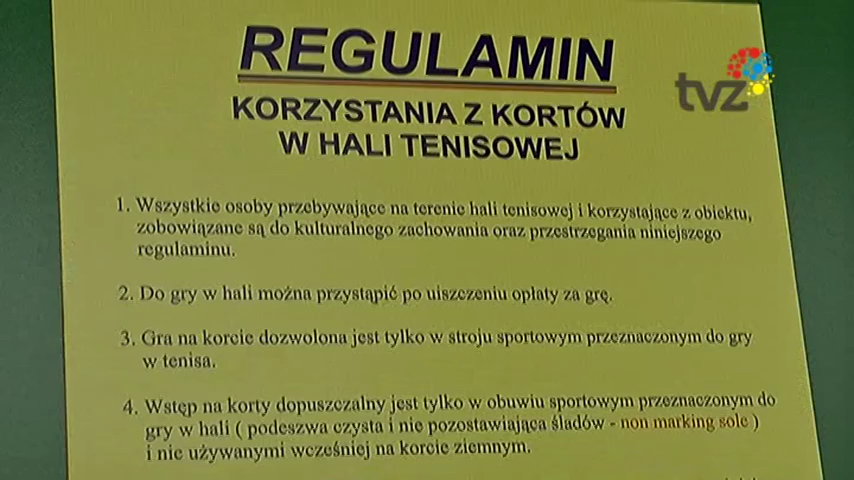 REGULAMIN
KORZYSTANIA Z KORTÓW
W HALI TENISOWEJ
tvz
1. Wszystkie osoby przebywające na terenie hali tenisowej i korzystające z obiektu,
zobowiązane są do kulturalnego zachowania oraz przestrzegania niniejszego
regulaminu.
2. Do gry w hali można przystąpić po uiszczeniu opłaty za grę.
3. Gra na korcie dozwolona jest tylko w stroju sportowym przeznaczonym do gry
w tenisa.
4. Wstęp na korty dopuszczalny jest tylko w obuwiu sportowym przeznaczonym do
gry w hali ( podeszwa czysta i nie pozostawiająca śladów - non marking sole )
i nie używanymi wcześniej na korcie ziemnym.